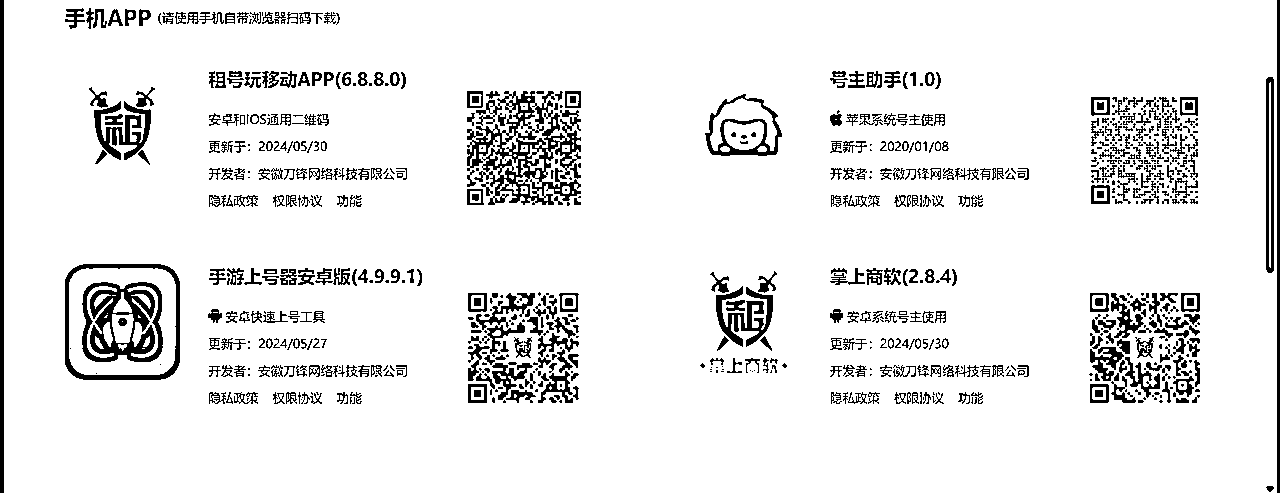 手机APP (请使用手机自带浏览器扫码下载)
租号玩移动APP(6.8.8.0)
安卓和IOS通用二维码
更新于：2024/05/30
开发者：安徽刀锋网络科技有限公司
隐私政策 权限协议 功能
租
号主助手(1.0)
苹果系统号主使用
更新于：2020/01/08
开发者：安徽刀锋网络科技有限公司
隐私政策 权限协议 功能
手游上号器安卓版(4.9.9.1)
安卓快速上号工具
更新于：2024/05/27
开发者：安徽刀锋网络科技有限公司
隐私政策 权限协议 功能
租
·掌上商软·
掌上商软(2.8.4)
安卓系统号主使用
更新于：2024/05/30
开发者：安徽刀锋网络科技有限公司
隐私政策 权限协议 功能